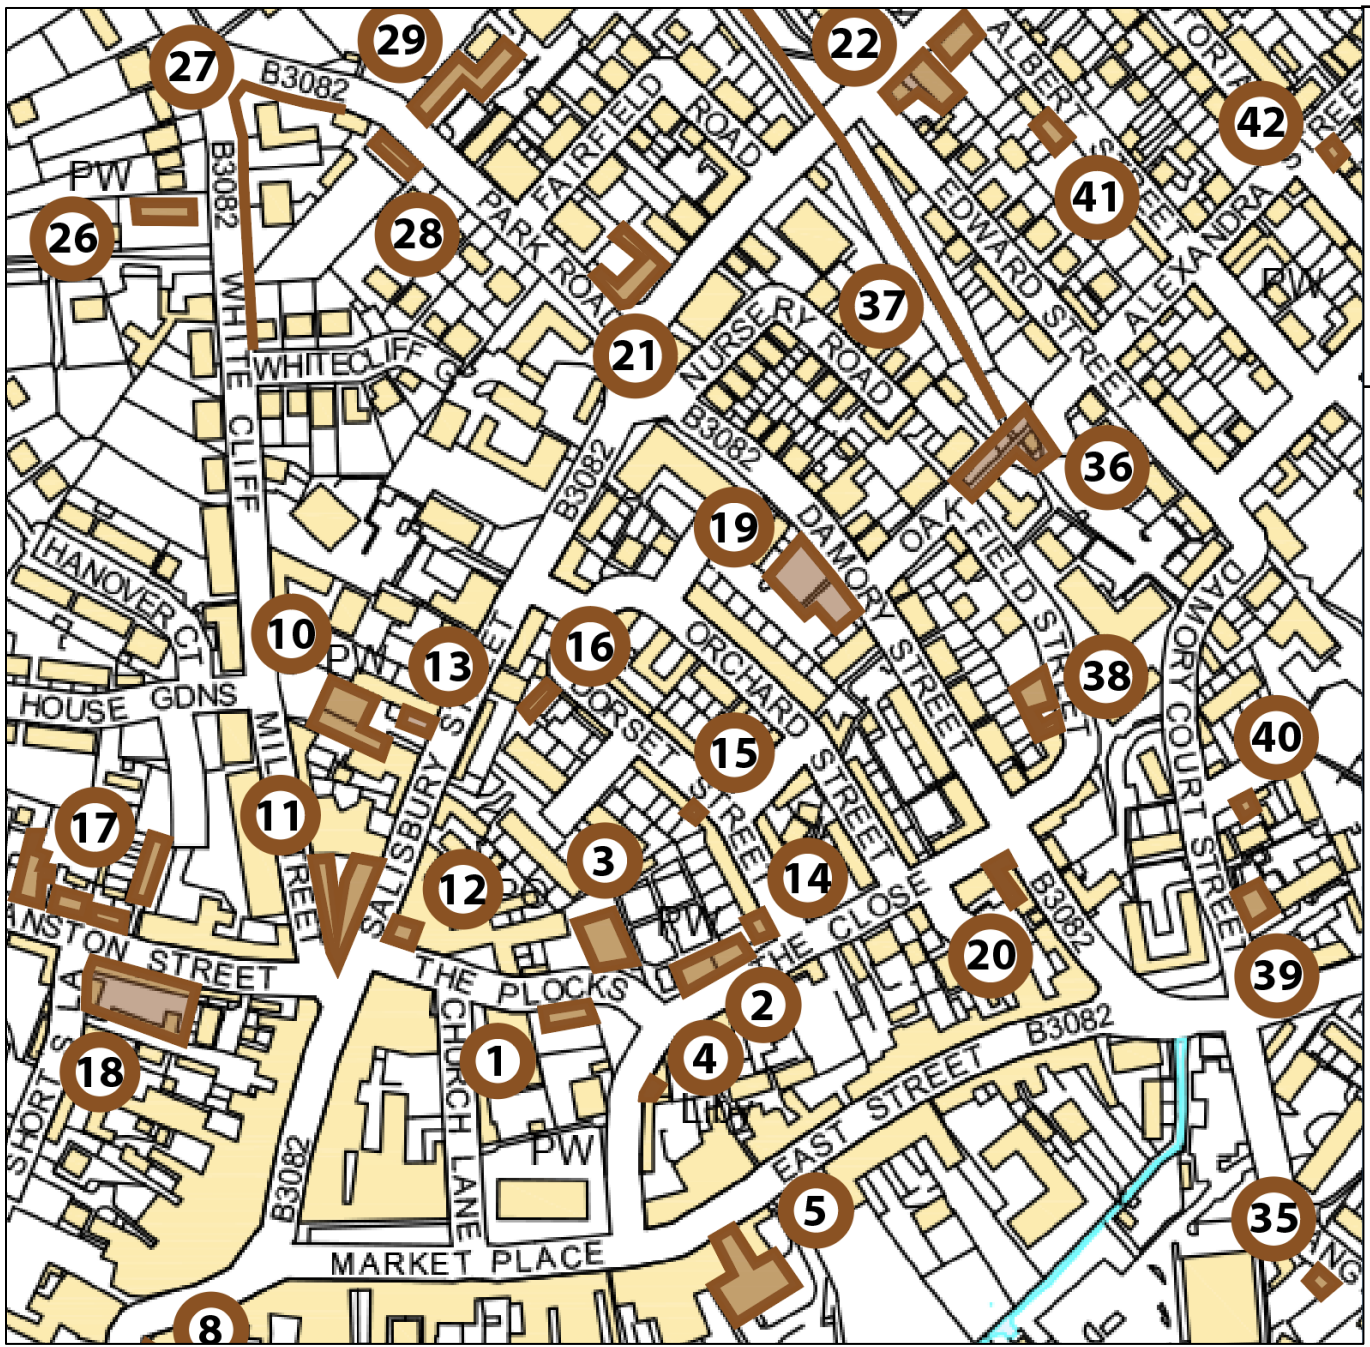 29
22
27
B3082
ALBERT STREET
42
FAIRFIELD
ROAD
B3082
PW
41
26
28
PARK ROAD
EDWARD STREET
ALEXANDRA
PW
37
21
NURSERY ROAD
WHITE CLIFF
WHITECLIFF
B3082
B3082
36
19
OAKFIELD STREET
DAMORY STREET
HANOVER CT
10
PW
13
16
ORCHARD STREET
38
DAMORY COURT STREET
HOUSE GDNS
DORSET STREET
15
40
11
17
SALISBURY
3
12
14
PW
THE CLOSE
B3082
20
39
STREET
THE PLOCKS
2
18
1
4
B3082
SHORT
CHURCH LANE
EAST STREET
PW
B3082
5
35
MARKET PLACE
8